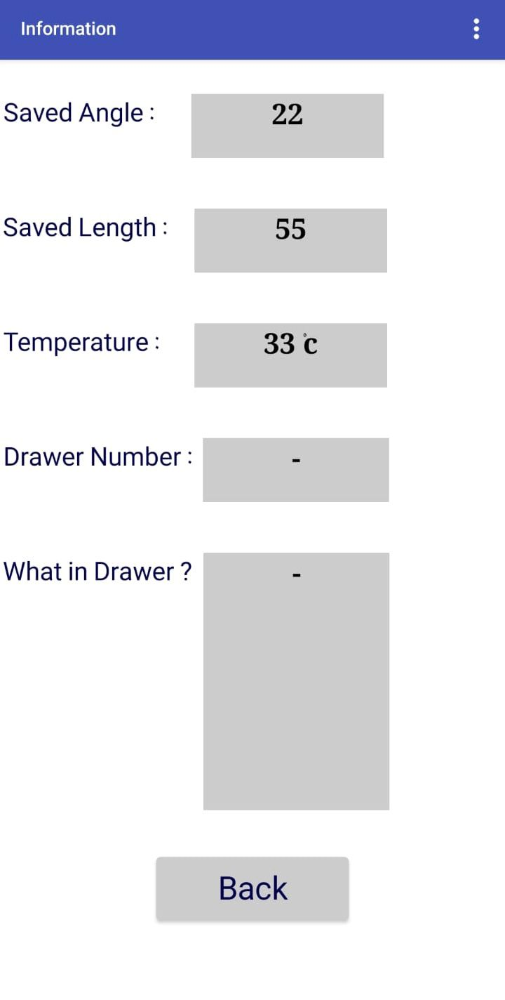 Information
Saved Angle : 22
Saved Length : 55
Temperature : 33 °c
Drawer Number : -
What in Drawer ? -
Back